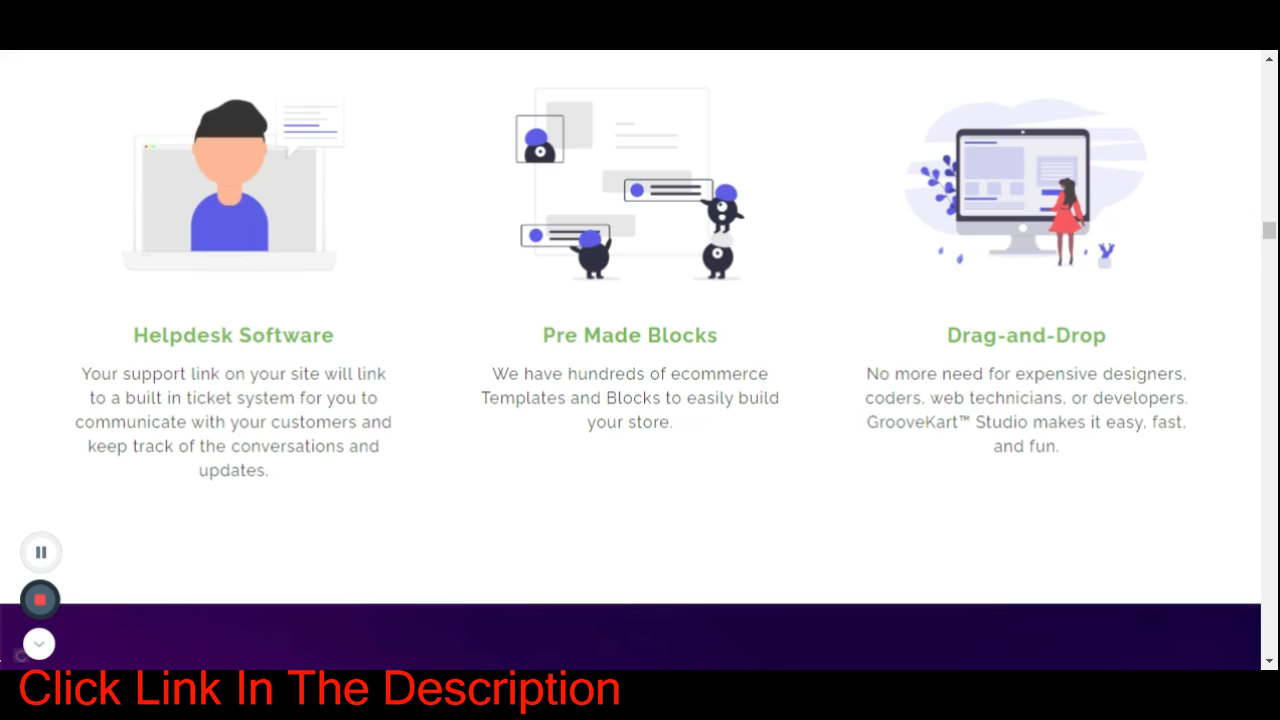 Helpdesk Software
Your support link on your site will link
to a built in ticket system for you to
communicate with your customers and
keep track of the conversations and
updates.
Pre Made Blocks
We have hundreds of ecommerce
Templates and Blocks to easily build
your store.
Drag-and-Drop
No more need for expensive designers,
coders, web technicians, or developers.
GrooveKart™ Studio makes it easy, fast,
and fun.
Click Link In The Description